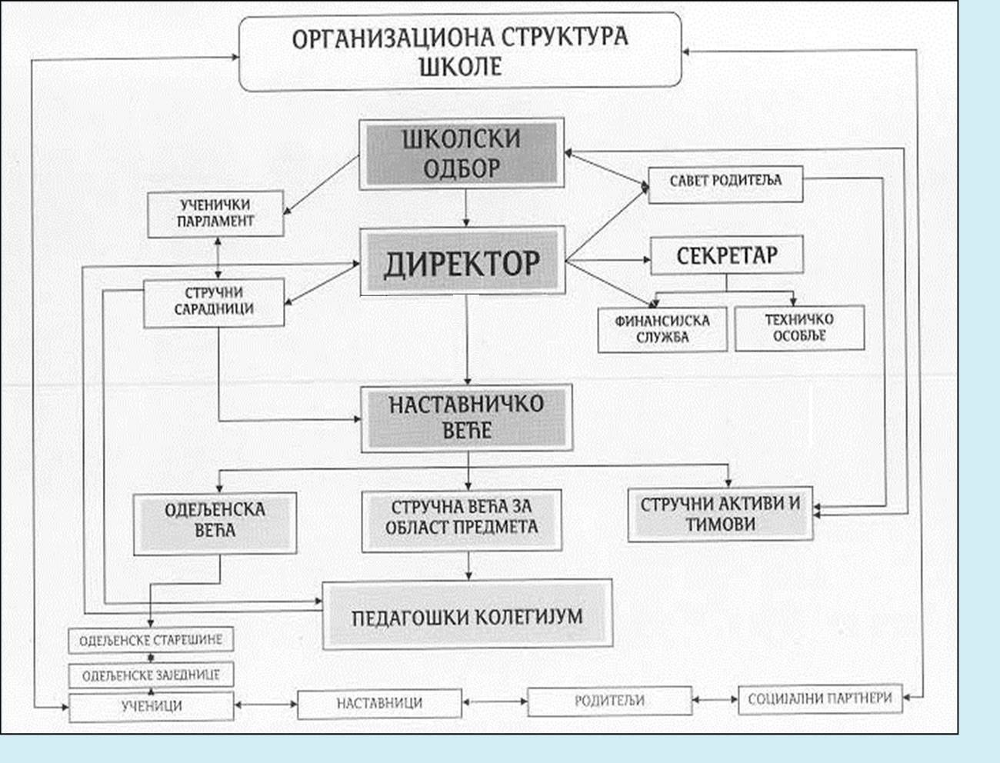 ОРГАНИЗАЦИОНА СТРУКТУРА
ШКОЛЕ
ШКОЛСКИ
ОДБОР
САВЕТ РОДИТЕЉА
УЧЕНИЧКИ
ПАРЛАМЕНТ
ДИРЕКТОР
СЕКРЕТАР
СТРУЧНИ
САРАДНИЦИ
ФИНАНСИЈСКА
СЛУЖБА
ТЕХНИЧКО
ОСОБЉЕ
НАСТАВНИЧКО
ВЕЋЕ
ОДЕЉЕНСКА
ВЕЋА
СТРУЧНА ВЕЋА ЗА
ОБЛАСТ ПРЕДМЕТА
СТРУЧНИ АКТИВИ И
ТИМОВИ
ПЕДАГОШКИ КОЛЕГИЈУМ
ОДЕЉЕНСКЕ СТАРЕШИНЕ
ОДЕЉЕНСКЕ ЗАЈЕДНИЦЕ
УЧЕНИЦИ
НАСТАВНИЦИ
РОДИТЕЉИ
СОЦИЈАЛНИ ПАРТНЕРИ